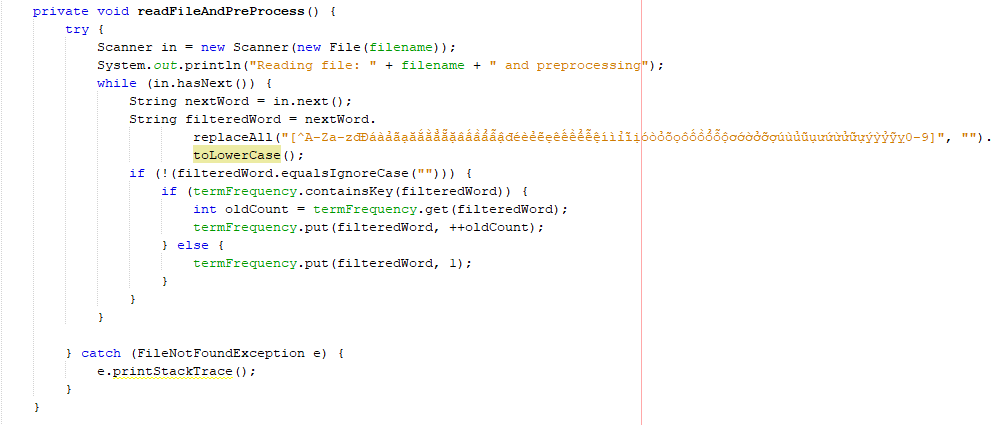 private void readFileAndPreProcess() {
try {
Scanner in = new Scanner(new File(filename));
System.out.println("Reading file: " + filename + " and preprocessing");
while (in.hasNext()) {
String nextWord = in.next();
String filteredWord = nextWord.
replaceAll("[^A-Za-zđĐáàảãạăắằẳẵặâấầẩẫậđéèẻẽẹêếềểễệíìỉĩịóòỏõọôốồổỗộơớờởỡợúùủũụưứừửữựýỳỷỹỵ0-9]", "").
toLowerCase();
if (!(filteredWord.equalsIgnoreCase(""))) {
if (termFrequency.containsKey(filteredWord)) {
int oldCount = termFrequency.get(filteredWord);
termFrequency.put(filteredWord, ++oldCount);
} else {
termFrequency.put(filteredWord, 1);
}
}
}
} catch (FileNotFoundException e) {
e.printStackTrace();
}
}